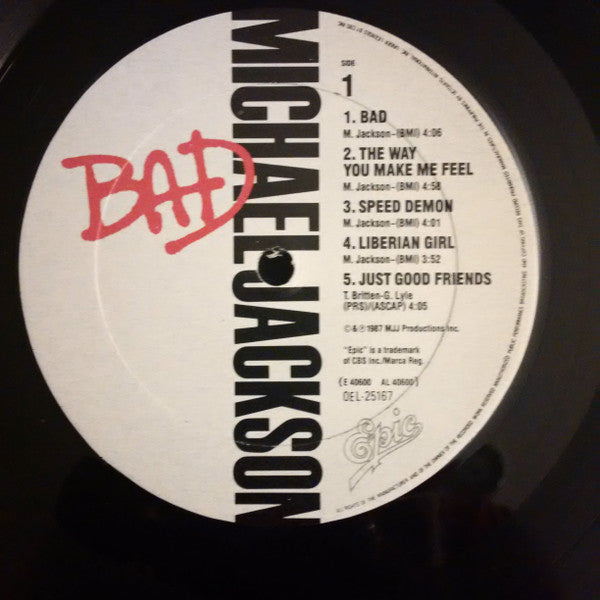 BAD
MICHAEL JACKSON
SIDE
1
1. BAD
M. Jackson-(BMI) 4:06
2. THE WAY
YOU MAKE ME FEEL
M. Jackson-(BMI) 4:58
3. SPEED DEMON
M. Jackson-(BMI) 4:01
4. LIBERIAN GIRL
M. Jackson-(BMI) 3:52
5. JUST GOOD FRIENDS
T. Britten-G. Lyle
(PRS)/(ASCAP) 4:05
©&℗1987 MJJ Productions Inc.
"Epic" is a trademark
of CBS Inc./Marca Reg.
(E 40600 AL 40600)
OEL-25167
Epic